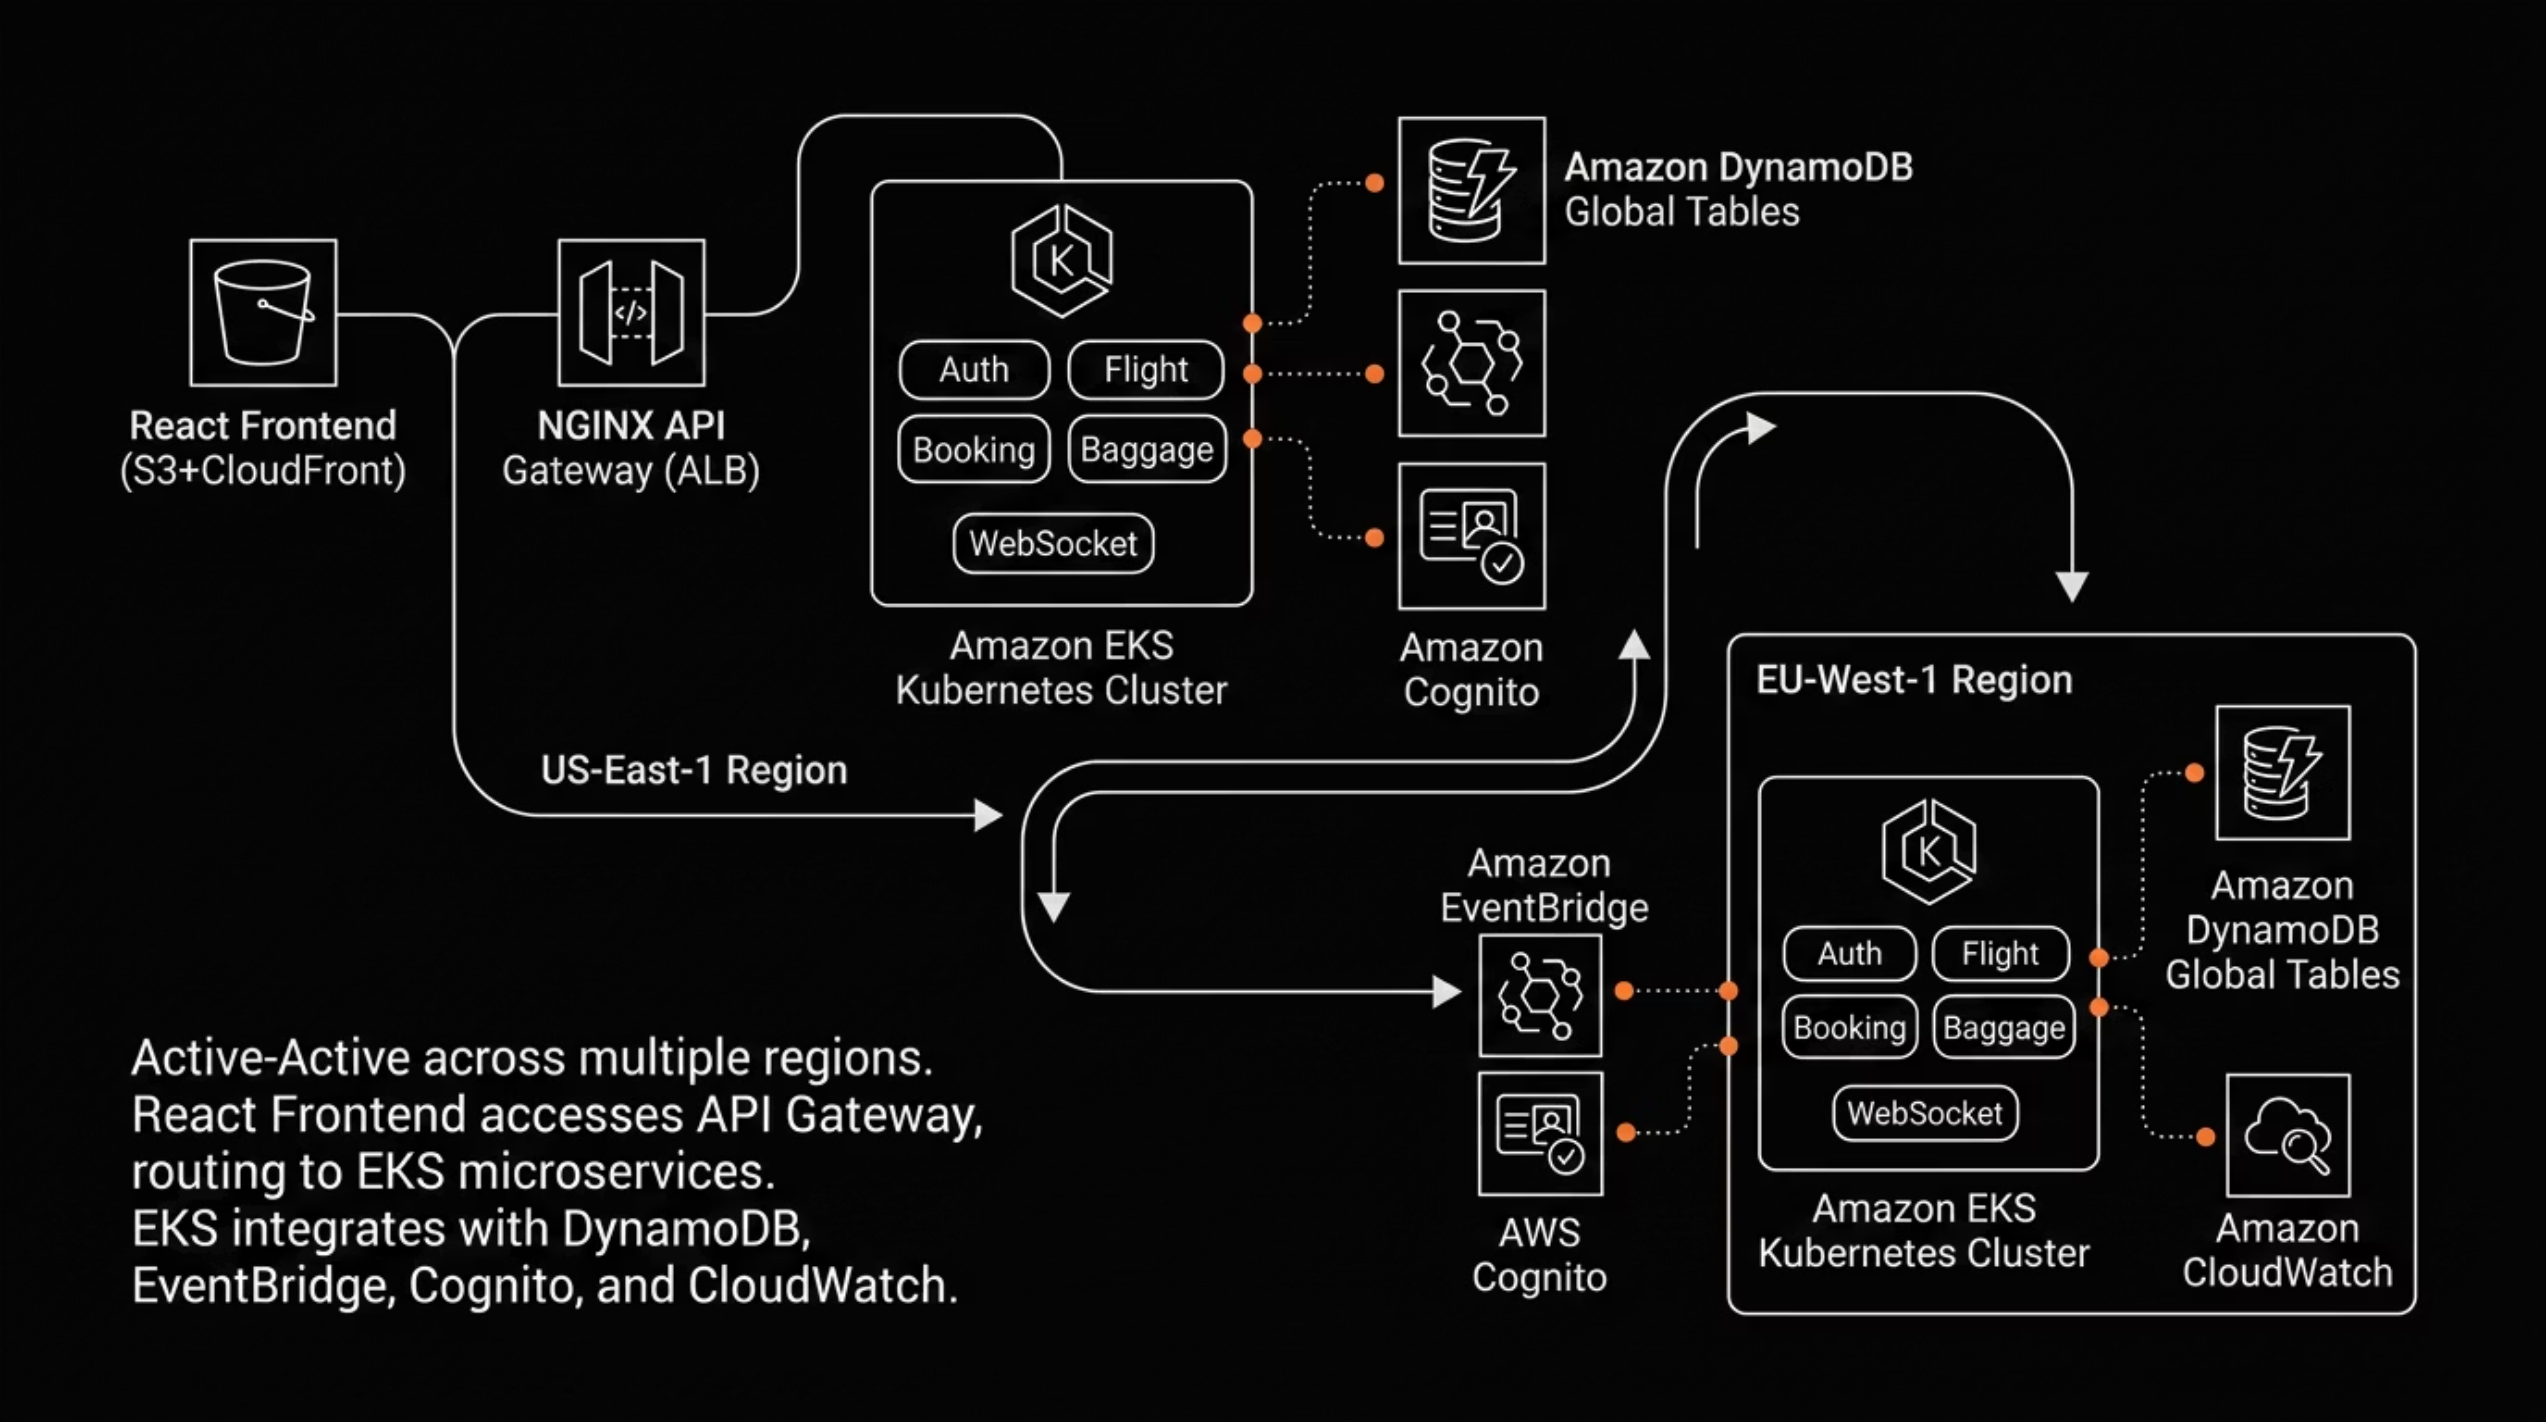 Amazon DynamoDB
Global Tables
</>
K
React Frontend
(S3+CloudFront)
NGINX API
Gateway (ALB)
Auth
Flight
Booking
Baggage
WebSocket
Amazon EKS
Kubernetes Cluster
Amazon
Cognito
US-East-1 Region
EU-West-1 Region
Amazon
EventBridge
AWS
Cognito
K
Auth
Flight
Booking
Baggage
WebSocket
Amazon EKS
Kubernetes Cluster
Amazon
DynamoDB
Global Tables
Amazon
CloudWatch
Active-Active across multiple regions.
React Frontend accesses API Gateway,
routing to EKS microservices.
EKS integrates with DynamoDB,
EventBridge, Cognito, and CloudWatch.